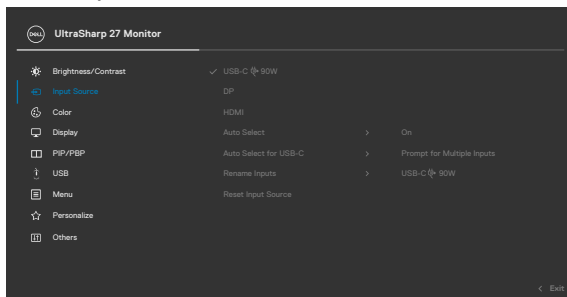 DELL UltraSharp 27 Monitor
Brightness/Contrast USB-C 90W
Input Source DP
Color HDMI
Display Auto Select > On
PIP/PBP Auto Select for USB-C > Prompt for Multiple Inputs
USB Rename Inputs > USB-C 90W
Menu Reset Input Source
Personalize
Others
< Exit